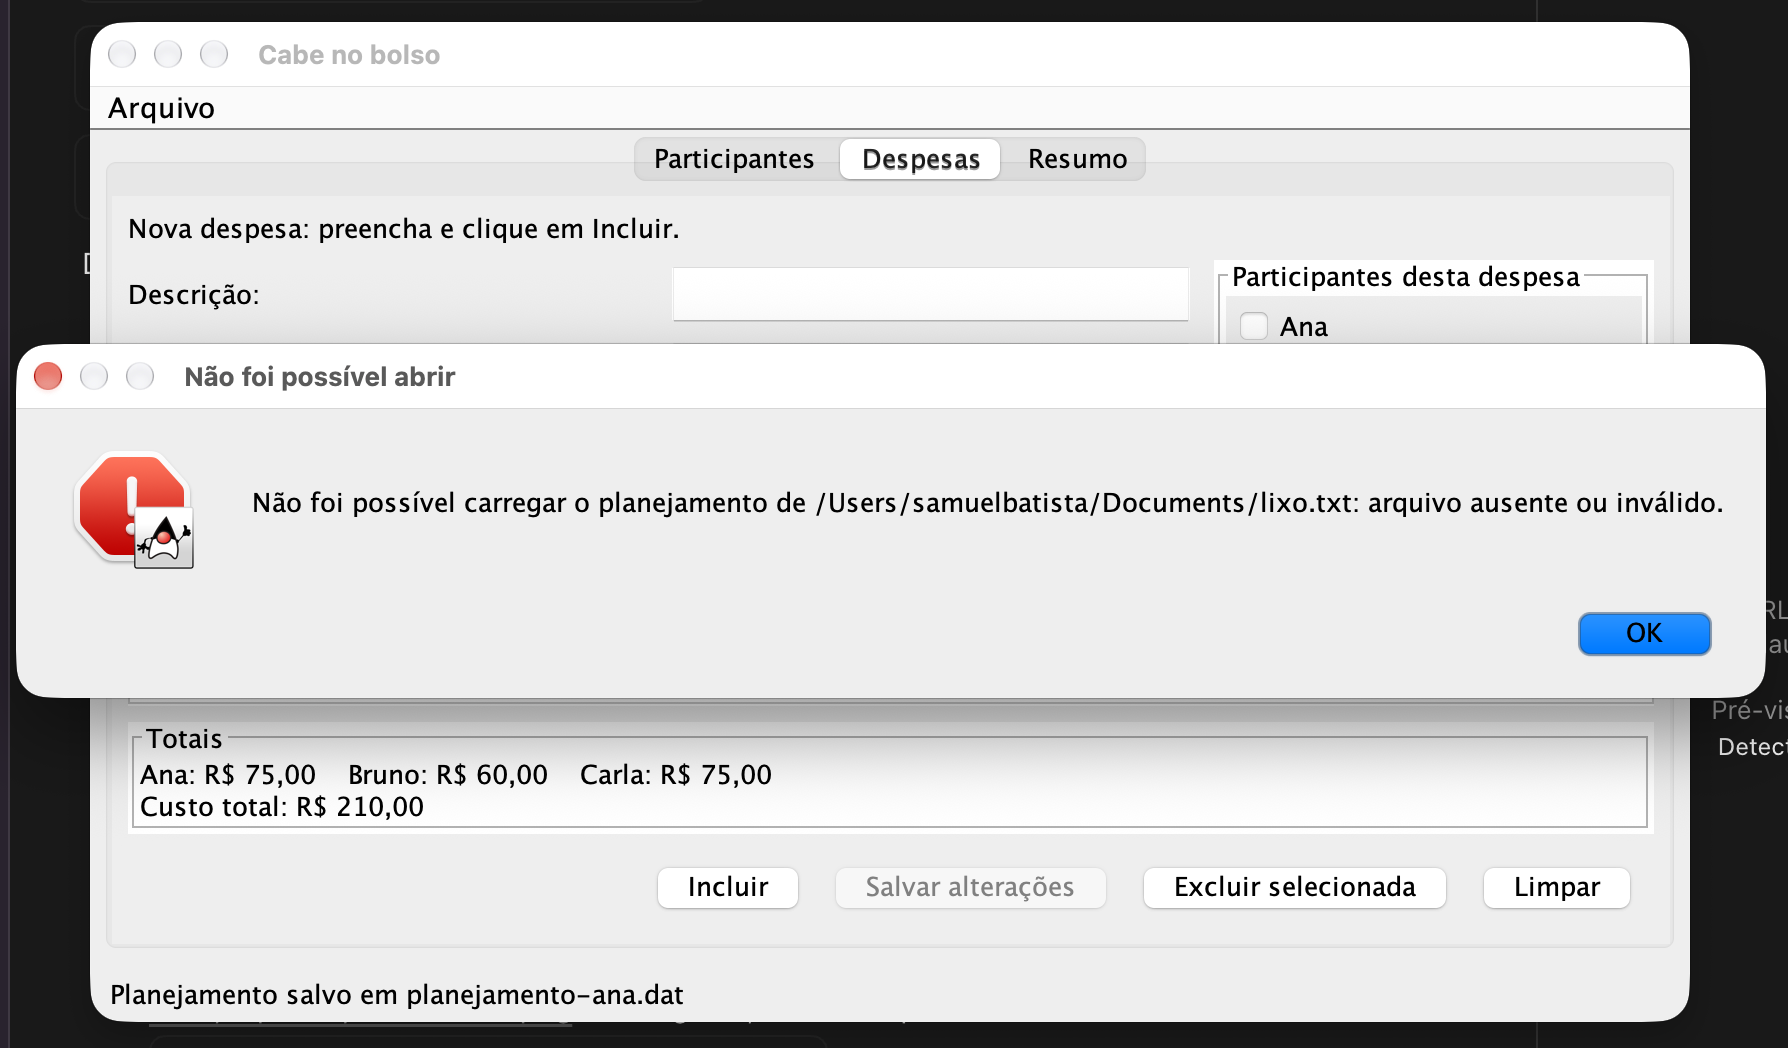 Cabe no bolso
Arquivo
Participantes
Despesas
Resumo
Nova despesa: preencha e clique em Incluir.
Descrição:
Participantes desta despesa
Ana
Não foi possível abrir
Não foi possível carregar o planejamento de /Users/samuelbatista/Documents/lixo.txt: arquivo ausente ou inválido.
OK
Totais
Ana: R$ 75,00 Bruno: R$ 60,00 Carla: R$ 75,00
Custo total: R$ 210,00
Incluir
Salvar alterações
Excluir selecionada
Limpar
Planejamento salvo em planejamento-ana.dat